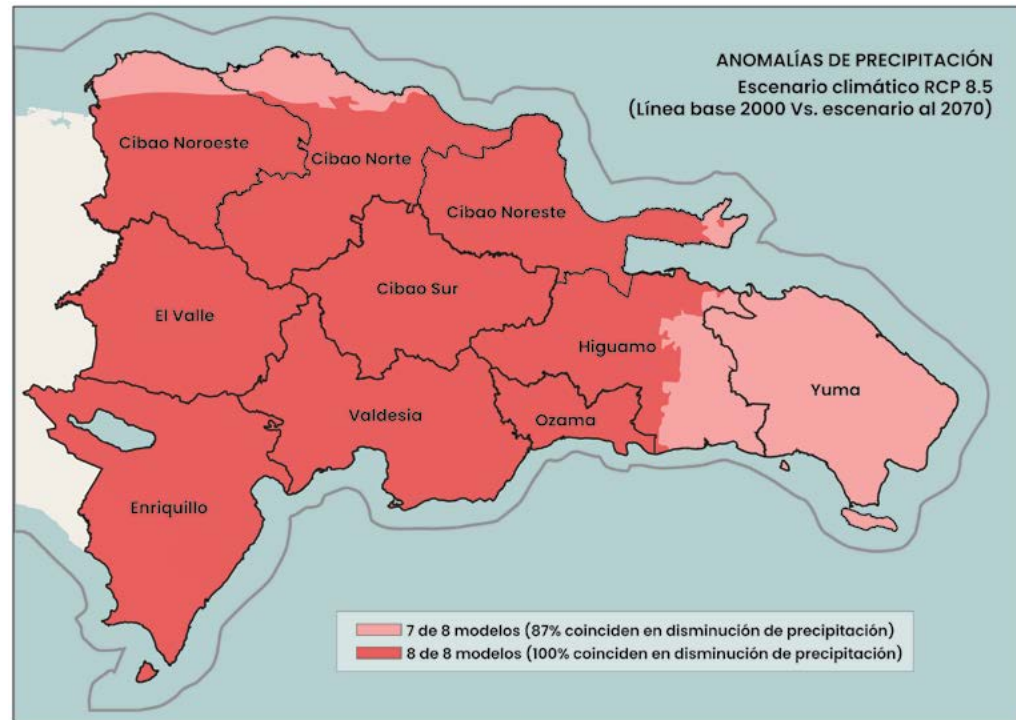 ANOMALÍAS DE PRECIPITACIÓN
Escenario climático RCP 8.5
(Línea base 2000 Vs. escenario al 2070)
Cibao Noroeste
Cibao Norte
Cibao Noreste
El Valle
Cibao Sur
Higuamo
Yuma
Valdesia
Ozama
Enriquillo
7 de 8 modelos (87% coinciden en disminución de precipitación)
8 de 8 modelos (100% coinciden en disminución de precipitación)